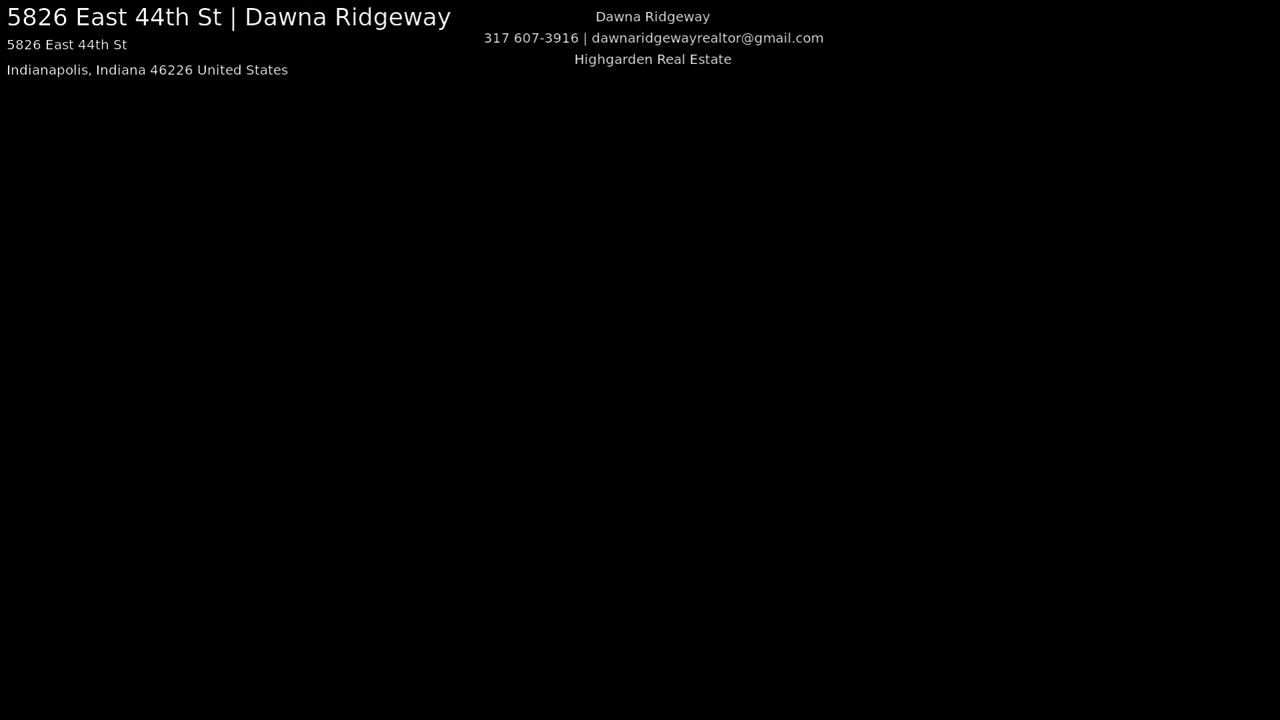 5826 East 44th St | Dawna Ridgeway
5826 East 44th St
Indianapolis, Indiana 46226 United States
Dawna Ridgeway
317 607-3916 | dawnaridgewayrealtor@gmail.com
Highgarden Real Estate